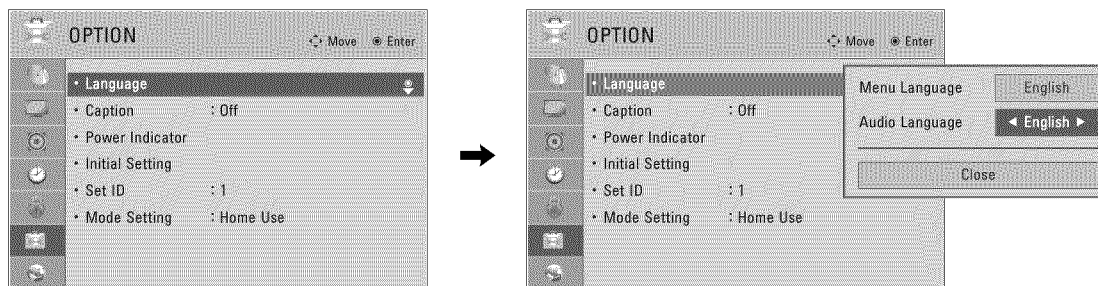 OPTION
Move Enter
• Language
• Caption : Off
• Power Indicator
• Initial Setting
• Set ID : 1
• Mode Setting : Home Use
OPTION
Move Enter
• Language
• Caption : Off
• Power Indicator
• Initial Setting
• Set ID : 1
• Mode Setting : Home Use
Menu Language English
Audio Language ◄ English ►
Close